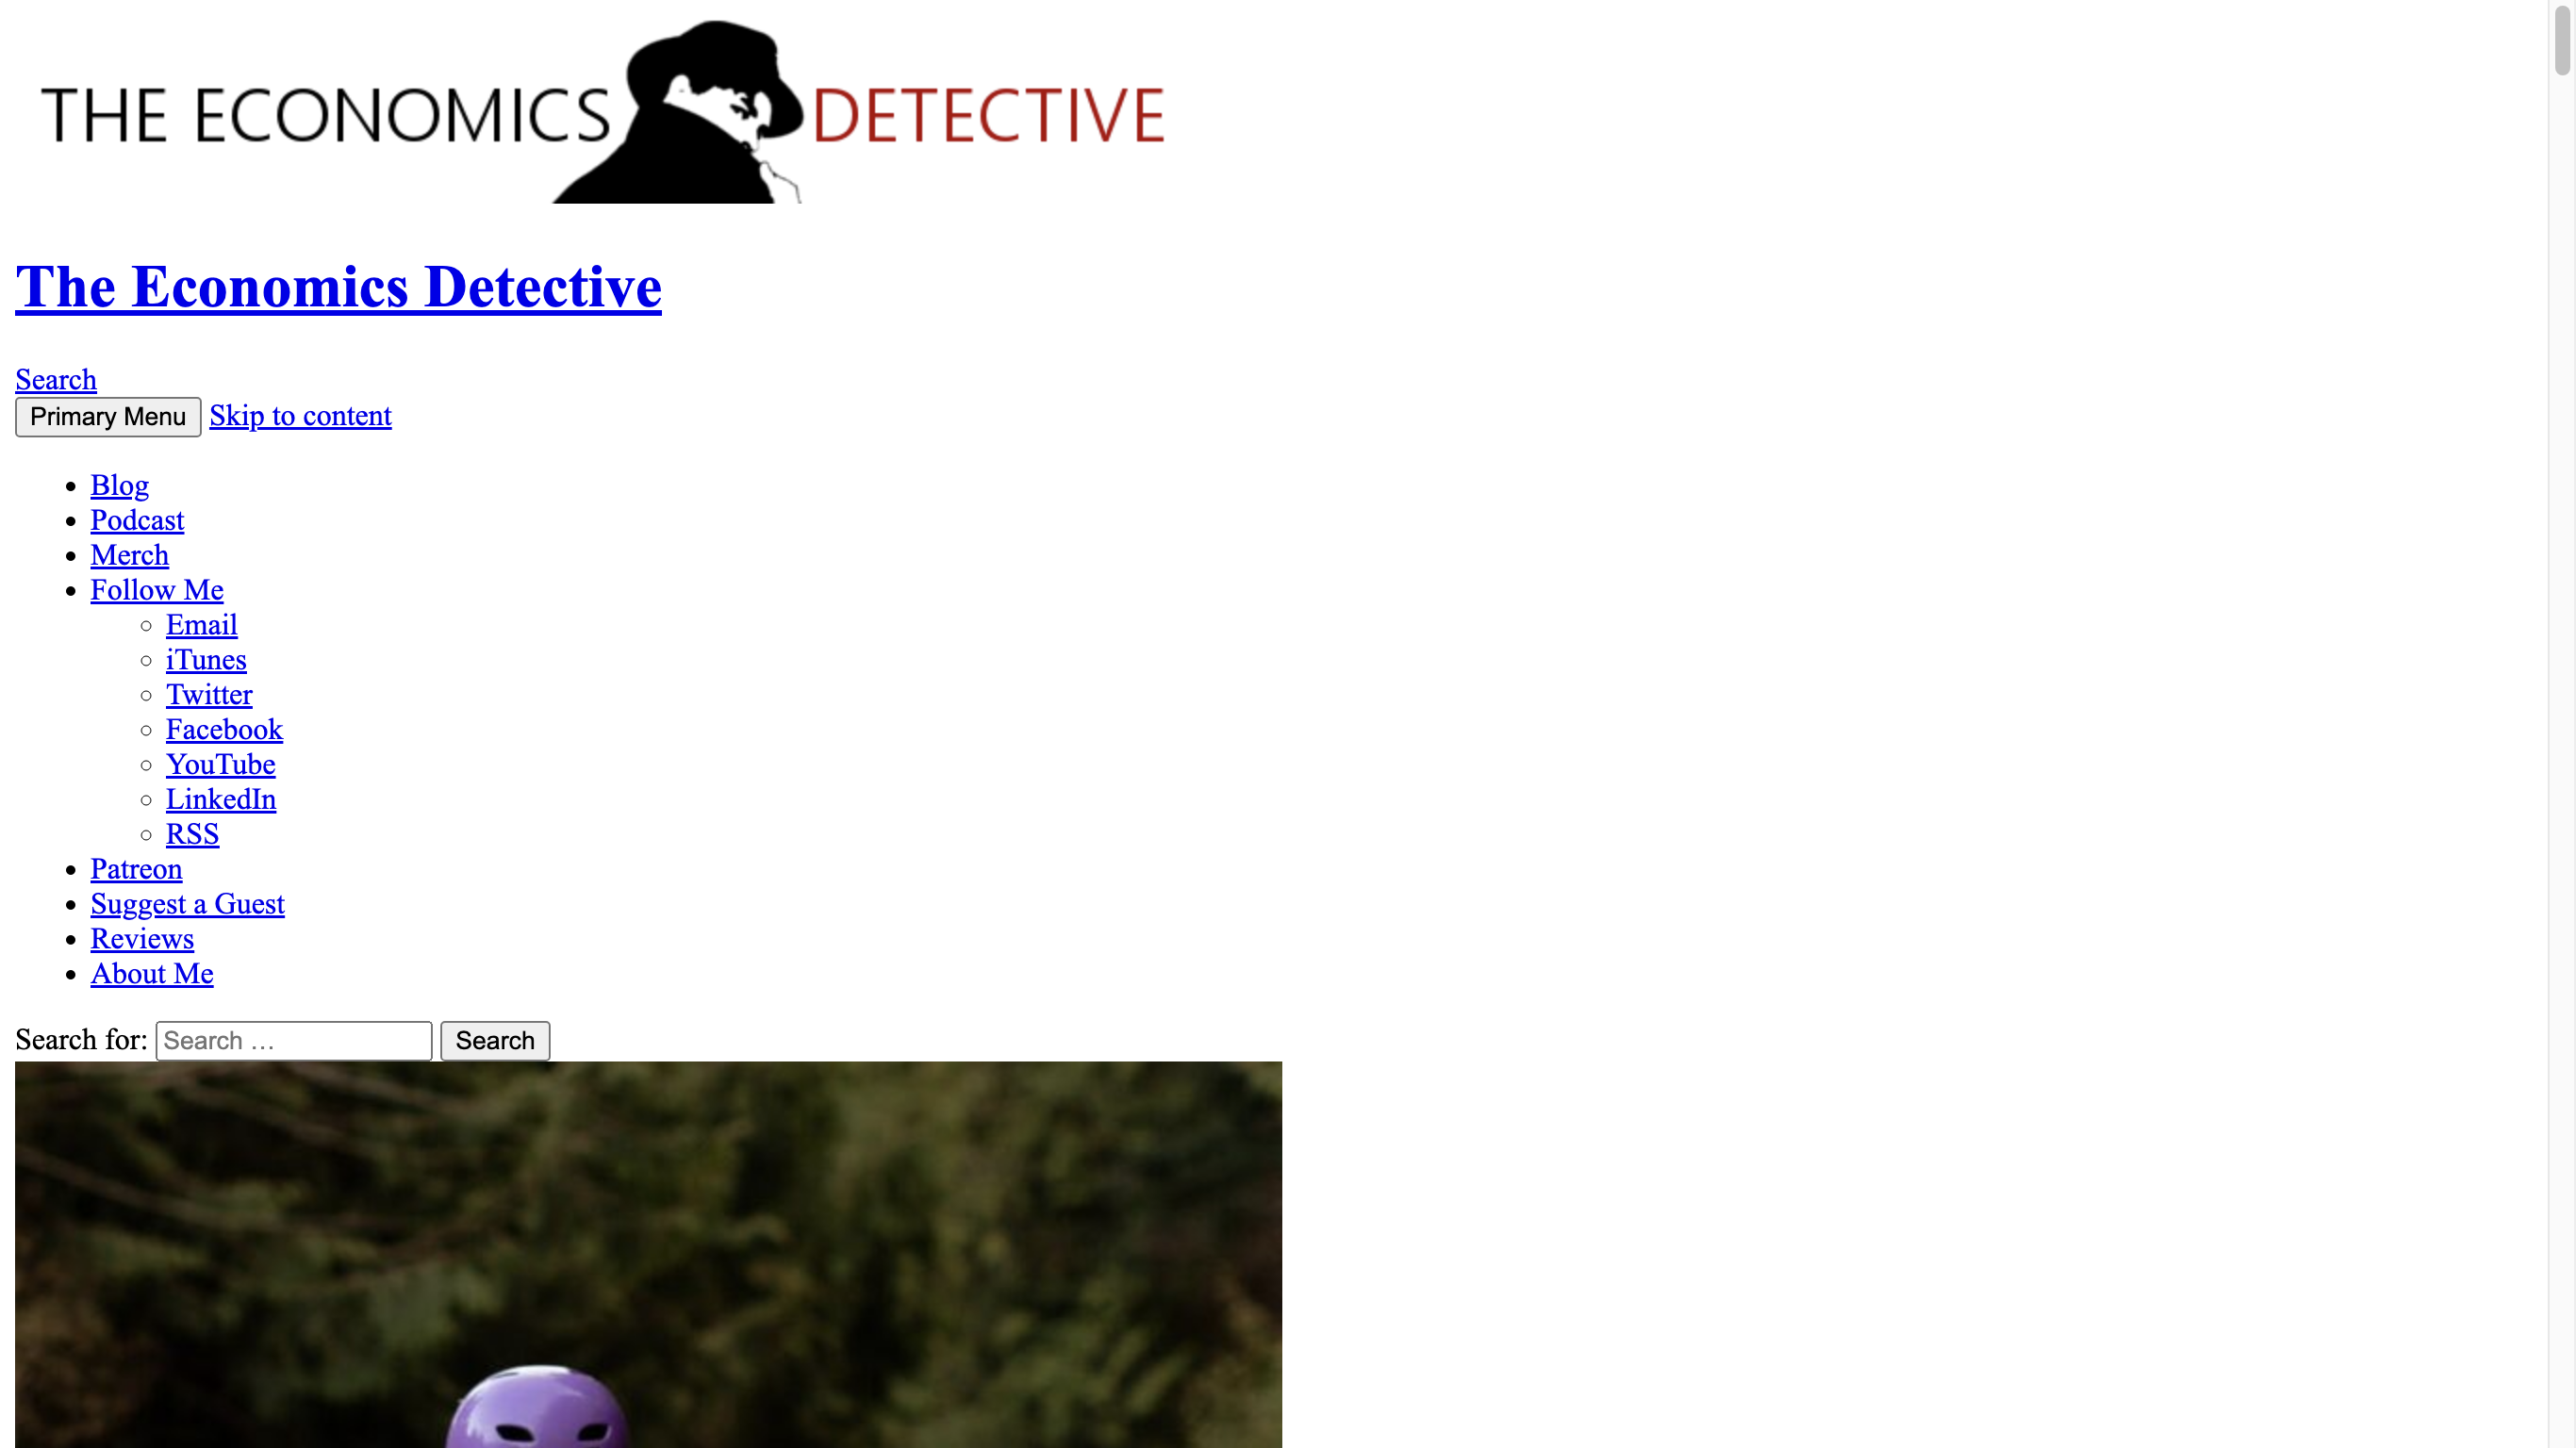 THE ECONOMICS DETECTIVE
The Economics Detective
Search
Primary Menu Skip to content
Blog
Podcast
Merch
Follow Me
Email
iTunes
Twitter
Facebook
YouTube
LinkedIn
RSS
Patreon
Suggest a Guest
Reviews
About Me
Search for: Search … Search